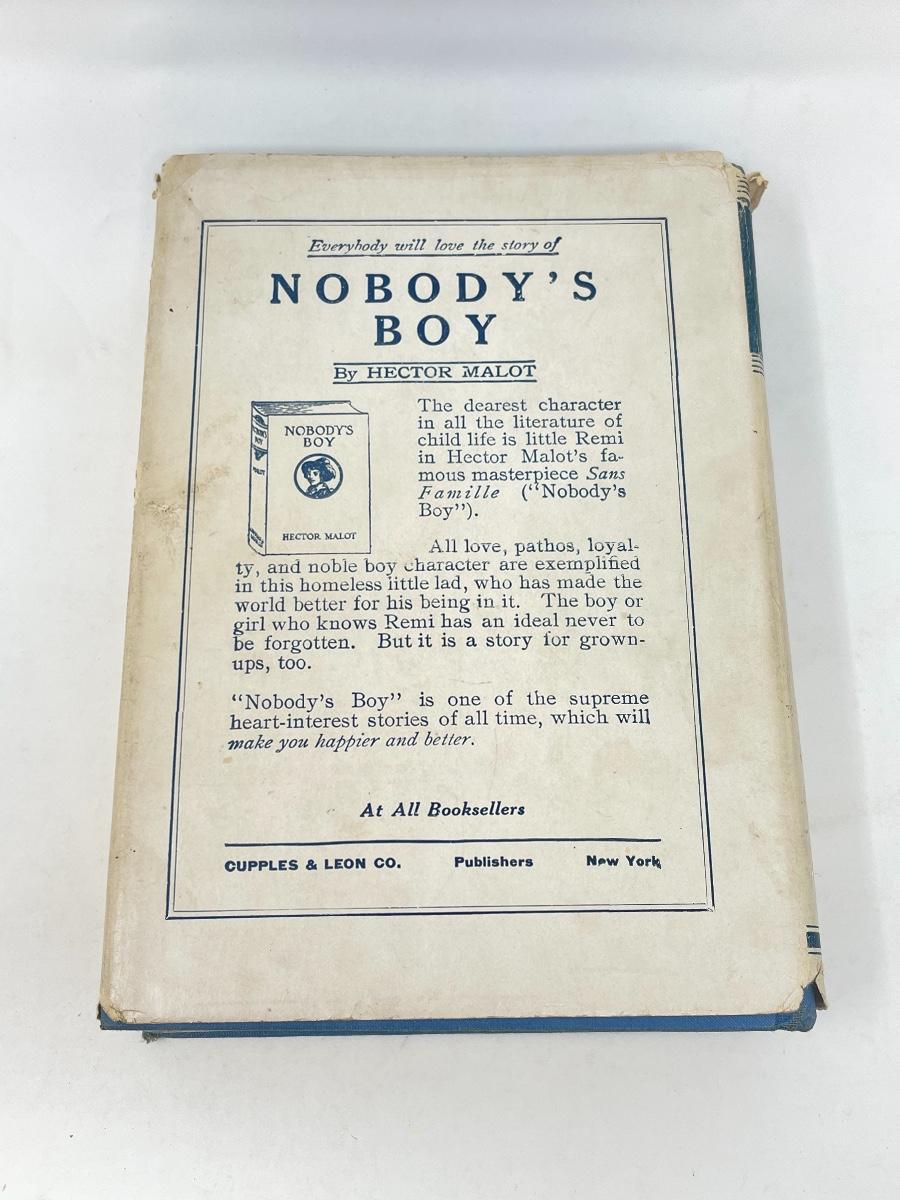 Everybody will love the story of
NOBODY'S
BOY
By HECTOR MALOT
NOBODY'S
BOY
HECTOR MALOT
BOY
MALOT
The dearest character
in all the literature of
child life is little Remi
in Hector Malot's fa-
mous masterpiece Sans
Famille ("Nobody's
Boy").
All love, pathos, loyal-
ty, and noble boy character are exemplified
in this homeless little lad, who has made the
world better for his being in it. The boy or
girl who knows Remi has an ideal never to
be forgotten. But it is a story for grown-
ups, too.
"Nobody's Boy" is one of the supreme
heart-interest stories of all time, which will
make you happier and better.
At All Booksellers
CUPPLES & LEON CO. Publishers New York